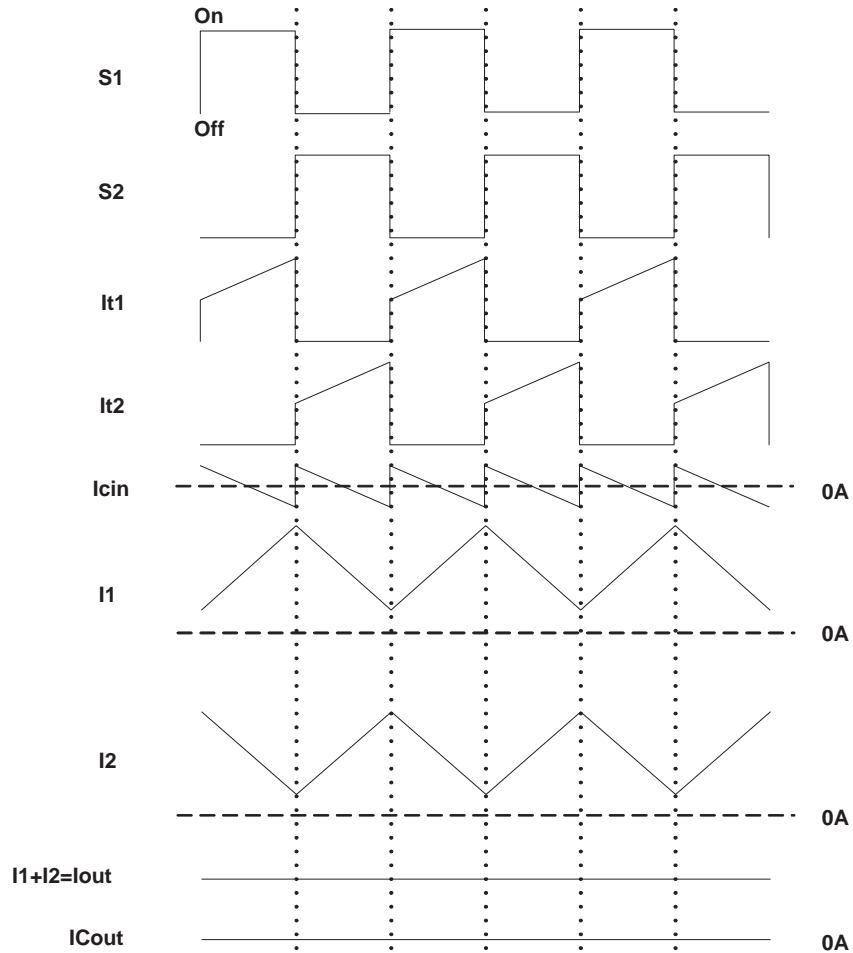 On
S1
Off
S2
It1
It2
Icin
0A
I1
0A
I2
0A
I1+I2=Iout
ICout
0A